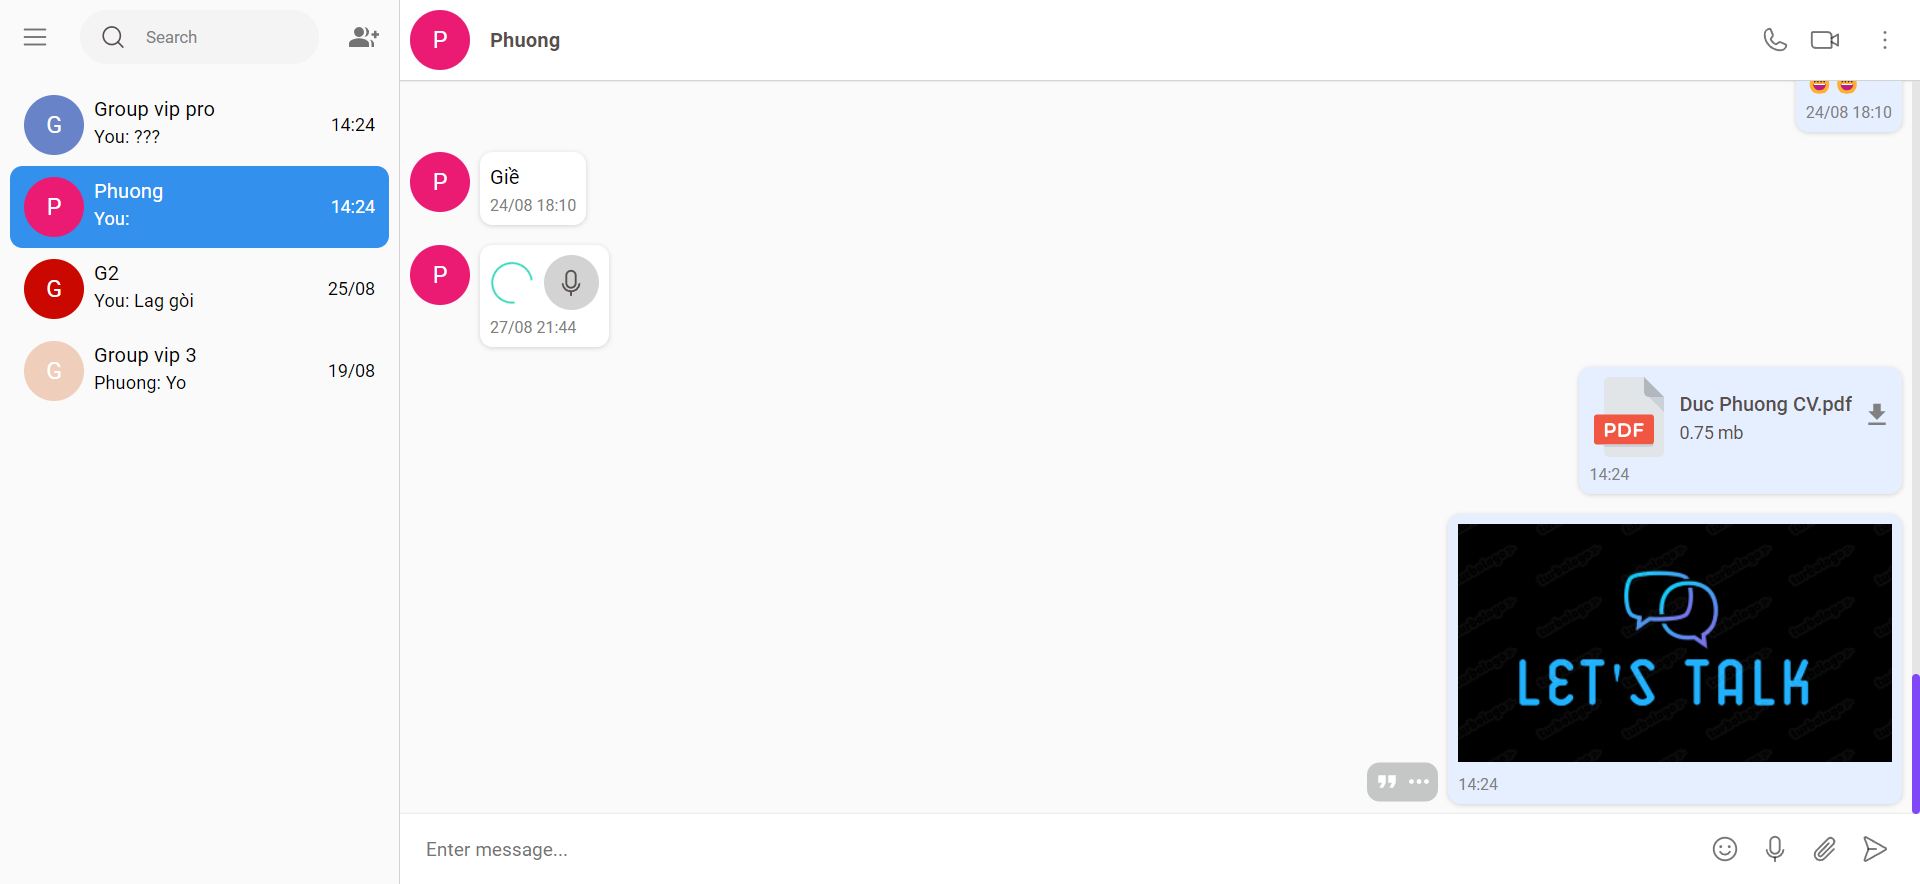 Search
G
Group vip pro
You: ???
14:24
P
Phuong
You:
14:24
G
G2
You: Lag gòi
25/08
G
Group vip 3
Phuong: Yo
19/08
P
Phuong
24/08 18:10
P
Giề
24/08 18:10
P
27/08 21:44
PDF
Duc Phuong CV.pdf
0.75 mb
14:24
LET'S TALK
14:24
Enter message...